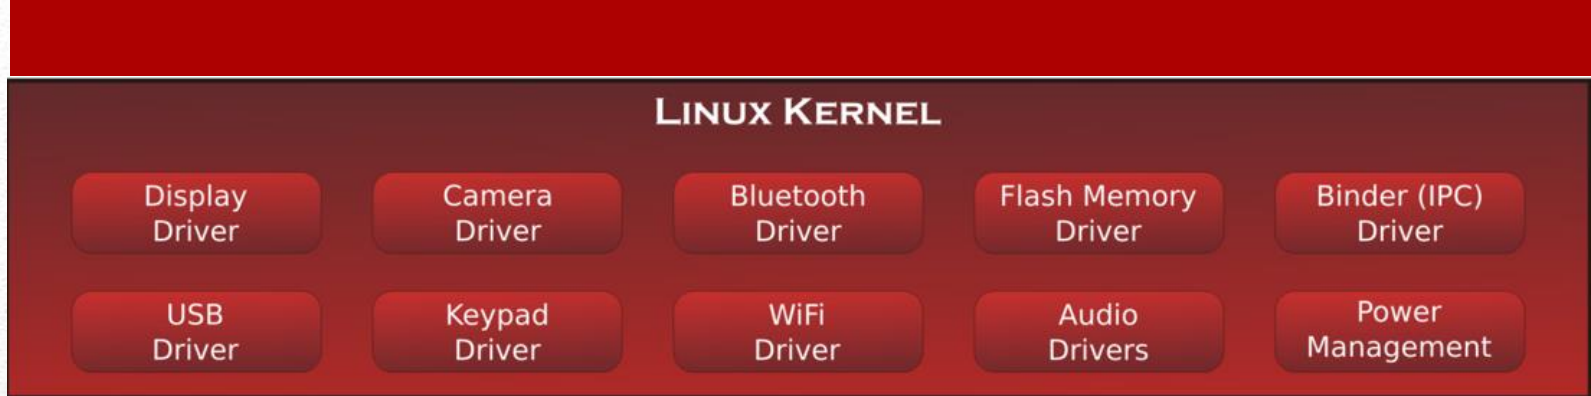 LINUX KERNEL
Display
Driver
Camera
Driver
Bluetooth
Driver
Flash Memory
Driver
Binder (IPC)
Driver
USB
Driver
Keypad
Driver
WiFi
Driver
Audio
Drivers
Power
Management